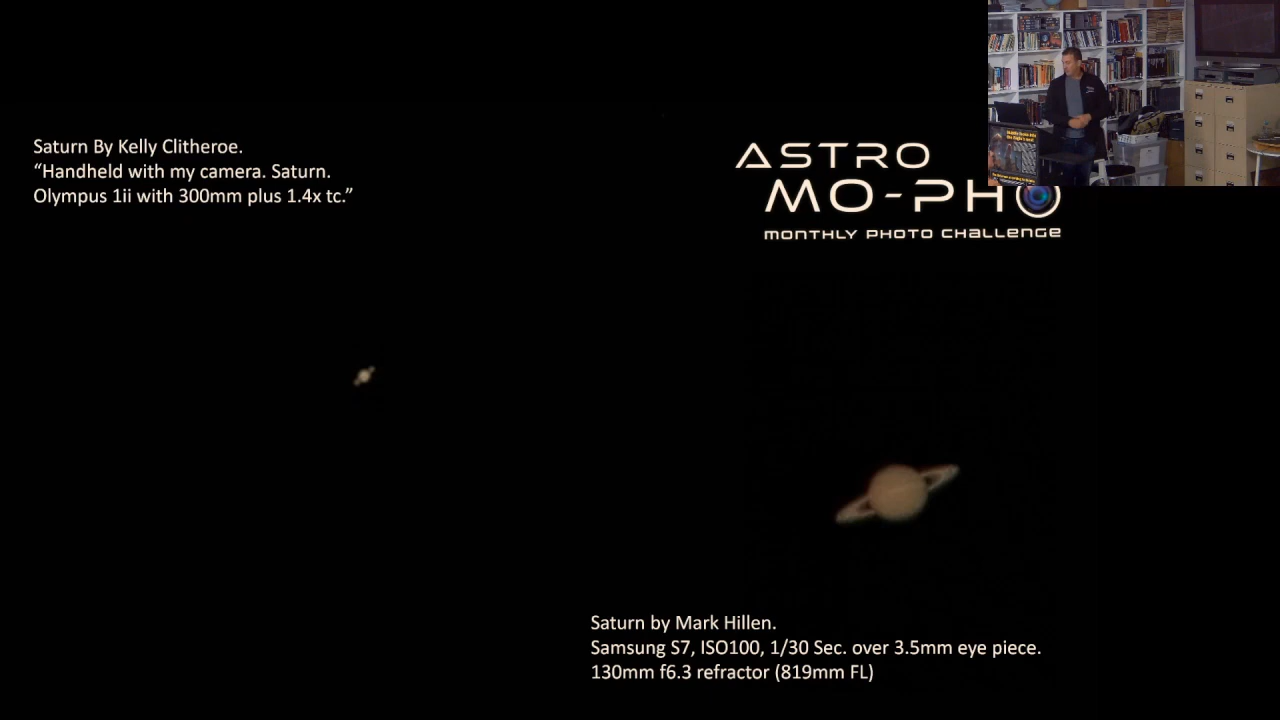 Saturn By Kelly Clitheroe.
“Handheld with my camera. Saturn.
Olympus 1ii with 300mm plus 1.4x tc.”
ASTRO
MO-PHO
MONTHLY PHOTO CHALLENGE
Saturn by Mark Hillen.
Samsung S7, ISO100, 1/30 Sec. over 3.5mm eye piece.
130mm f6.3 refractor (819mm FL)